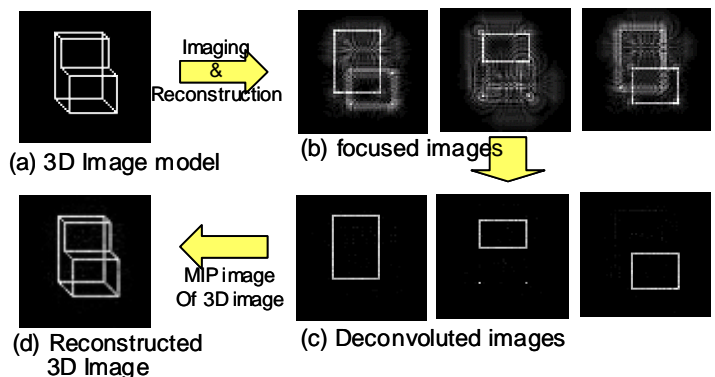 Imaging
&
Reconstruction
(a) 3D Image model
(b) focused images
MIP image
Of 3D image
(c) Deconvoluted images
(d) Reconstructed
3D Image